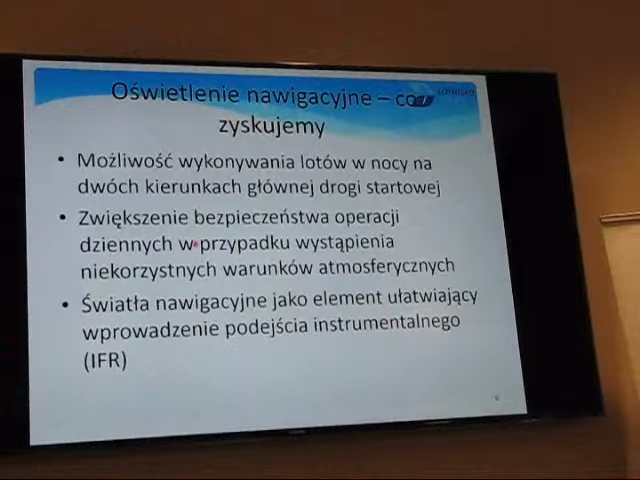 Oświetlenie nawigacyjne – co
zyskujemy
• Możliwość wykonywania lotów w nocy na
dwóch kierunkach głównej drogi startowej
• Zwiększenie bezpieczeństwa operacji
dziennych w przypadku wystąpienia
niekorzystnych warunków atmosferycznych
• Światła nawigacyjne jako element ułatwiający
wprowadzenie podejścia instrumentalnego
(IFR)
6